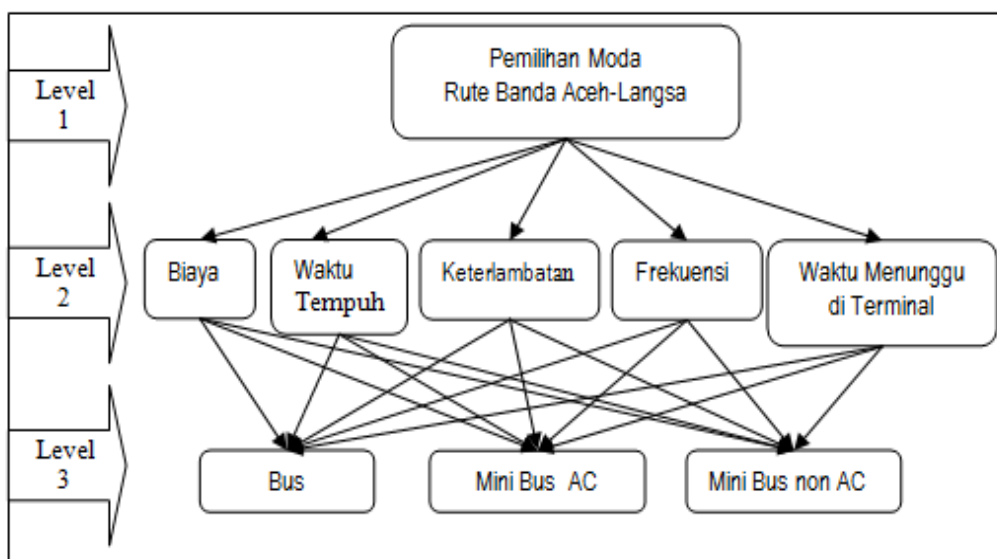 Level
1
Pemilihan Moda
Rute Banda Aceh-Langsa
Level
2
Biaya
Waktu
Tempuh
Keterlambatan
Frekuensi
Waktu Menunggu
di Terminal
Level
3
Bus
Mini Bus AC
Mini Bus non AC